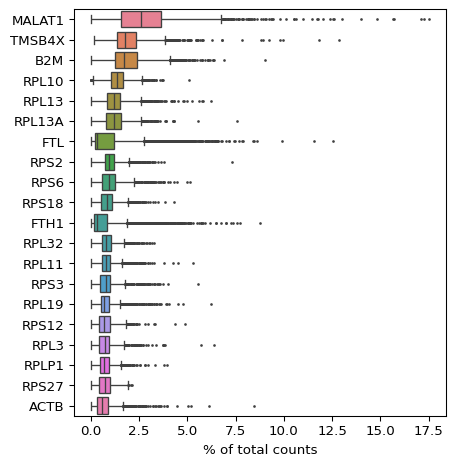 MALAT1
TMSB4X
B2M
RPL10
RPL13
RPL13A
FTL
RPS2
RPS6
RPS18
FTH1
RPL32
RPL11
RPS3
RPL19
RPS12
RPL3
RPLP1
RPS27
ACTB
0.0 2.5 5.0 7.5 10.0 12.5 15.0 17.5
% of total counts